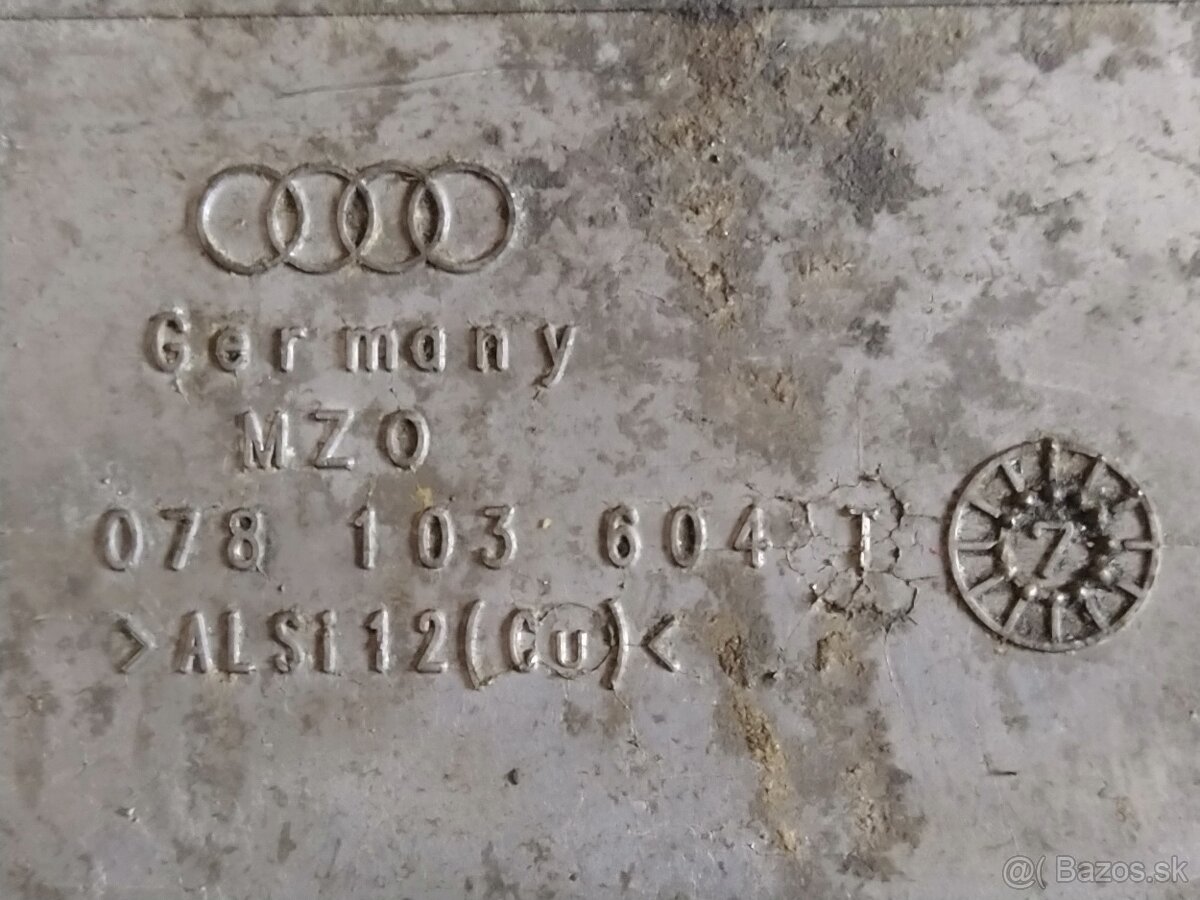 Germany
MZO
078 103 604 T
>ALSi12(Cu)<
7
@( Bazos.sk